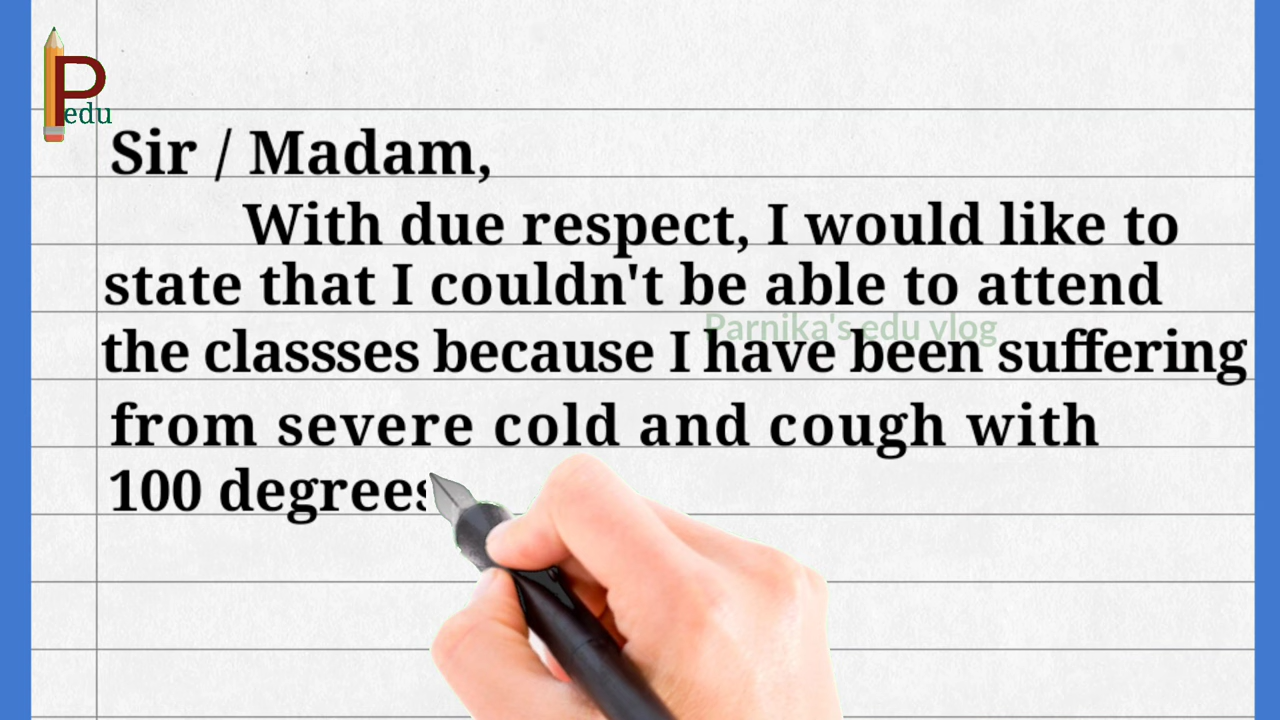 P
edu
Sir / Madam,
With due respect, I would like to
state that I couldn't be able to attend
the classses because I have been suffering
Parnika's edu vlog
from severe cold and cough with
100 degrees